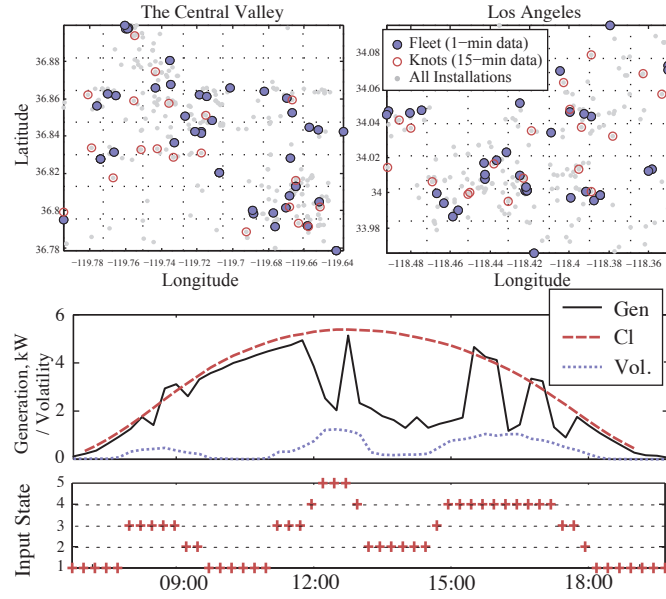 The Central Valley
Los Angeles
Fleet (1−min data)
Knots (15−min data)
All Installations
Latitude
36.88
36.86
36.84
36.82
36.8
36.78
34.08
34.06
34.04
34.02
34
33.98
−119.78
−119.76
−119.74
−119.72
−119.7
−119.68
−119.66
−119.64
−118.48
−118.46
−118.44
−118.42
−118.4
−118.38
−118.36
Longitude
Longitude
Generation, kW
/ Volatility
6
4
2
0
Gen
Cl
Vol.
Input State
5
4
3
2
1
09:00
12:00
15:00
18:00